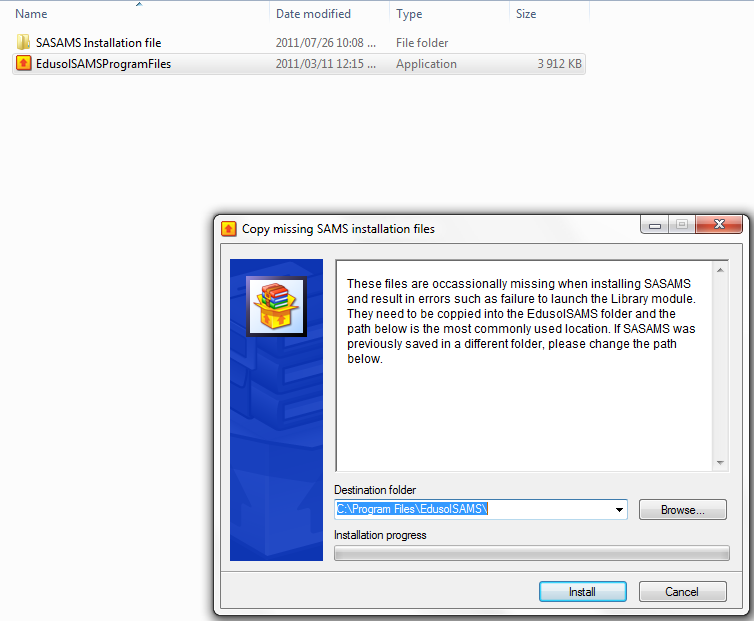 Name Date modified Type Size
SASAMS Installation file 2011/07/26 10:08 ... File folder
EdusolSAMSProgramFiles 2011/03/11 12:15 ... Application 3 912 KB
Copy missing SAMS installation files
These files are occassionally missing when installing SASAMS
and result in errors such as failure to launch the Library module.
They need to be coppied into the EdusolSAMS folder and the
path below is the most commonly used location. If SASAMS was
previously saved in a different folder, please change the path
below.
Destination folder
C:\Program Files\EdusolSAMS\
Browse...
Installation progress
Install Cancel